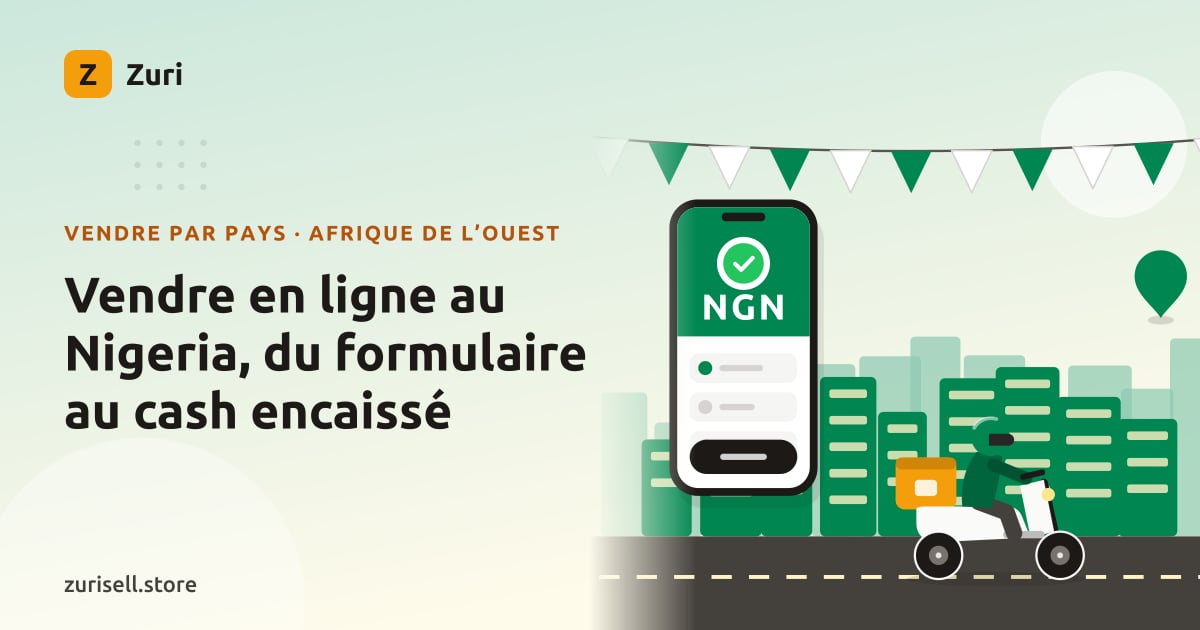 Z Zuri
VENDRE PAR PAYS · AFRIQUE DE L’OUEST
Vendre en ligne au
Nigeria, du formulaire
au cash encaissé
NGN
zurisell.store